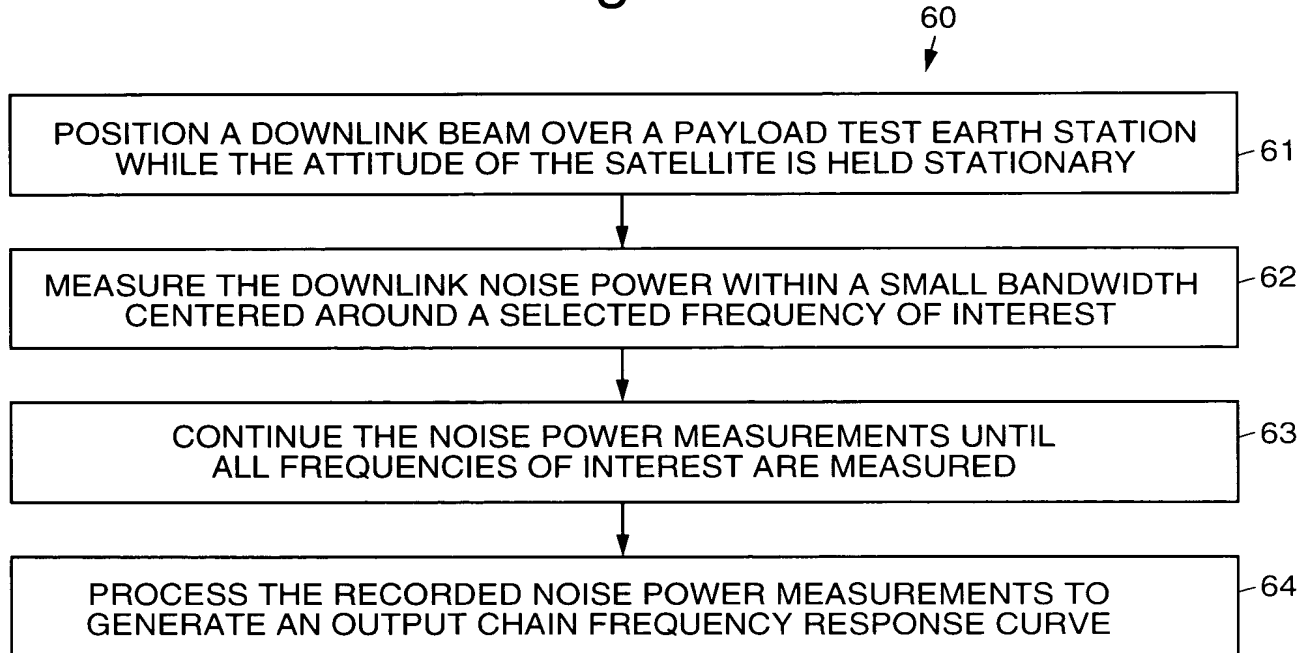 60
POSITION A DOWNLINK BEAM OVER A PAYLOAD TEST EARTH STATION
WHILE THE ATTITUDE OF THE SATELLITE IS HELD STATIONARY
61
MEASURE THE DOWNLINK NOISE POWER WITHIN A SMALL BANDWIDTH
CENTERED AROUND A SELECTED FREQUENCY OF INTEREST
62
CONTINUE THE NOISE POWER MEASUREMENTS UNTIL
ALL FREQUENCIES OF INTEREST ARE MEASURED
63
PROCESS THE RECORDED NOISE POWER MEASUREMENTS TO
GENERATE AN OUTPUT CHAIN FREQUENCY RESPONSE CURVE
64